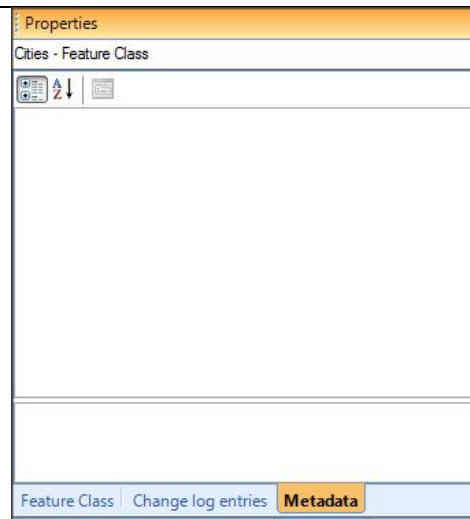 Properties
Cities - Feature Class
A Z
Feature Class Change log entries Metadata